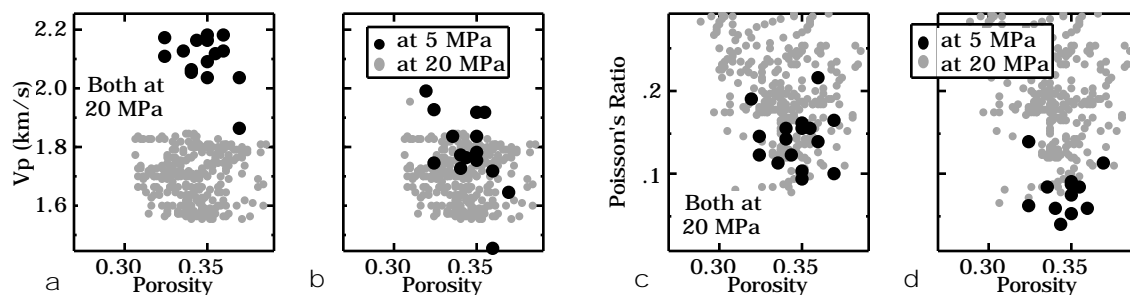 2.2
2.0
1.8
1.6
Vp (km/s)
Both at
20 MPa
0.30
0.35
Porosity
a
at 5 MPa
at 20 MPa
0.30
0.35
Porosity
b
.2
.1
Poisson's Ratio
Both at
20 MPa
0.30
0.35
Porosity
c
at 5 MPa
at 20 MPa
0.30
0.35
Porosity
d